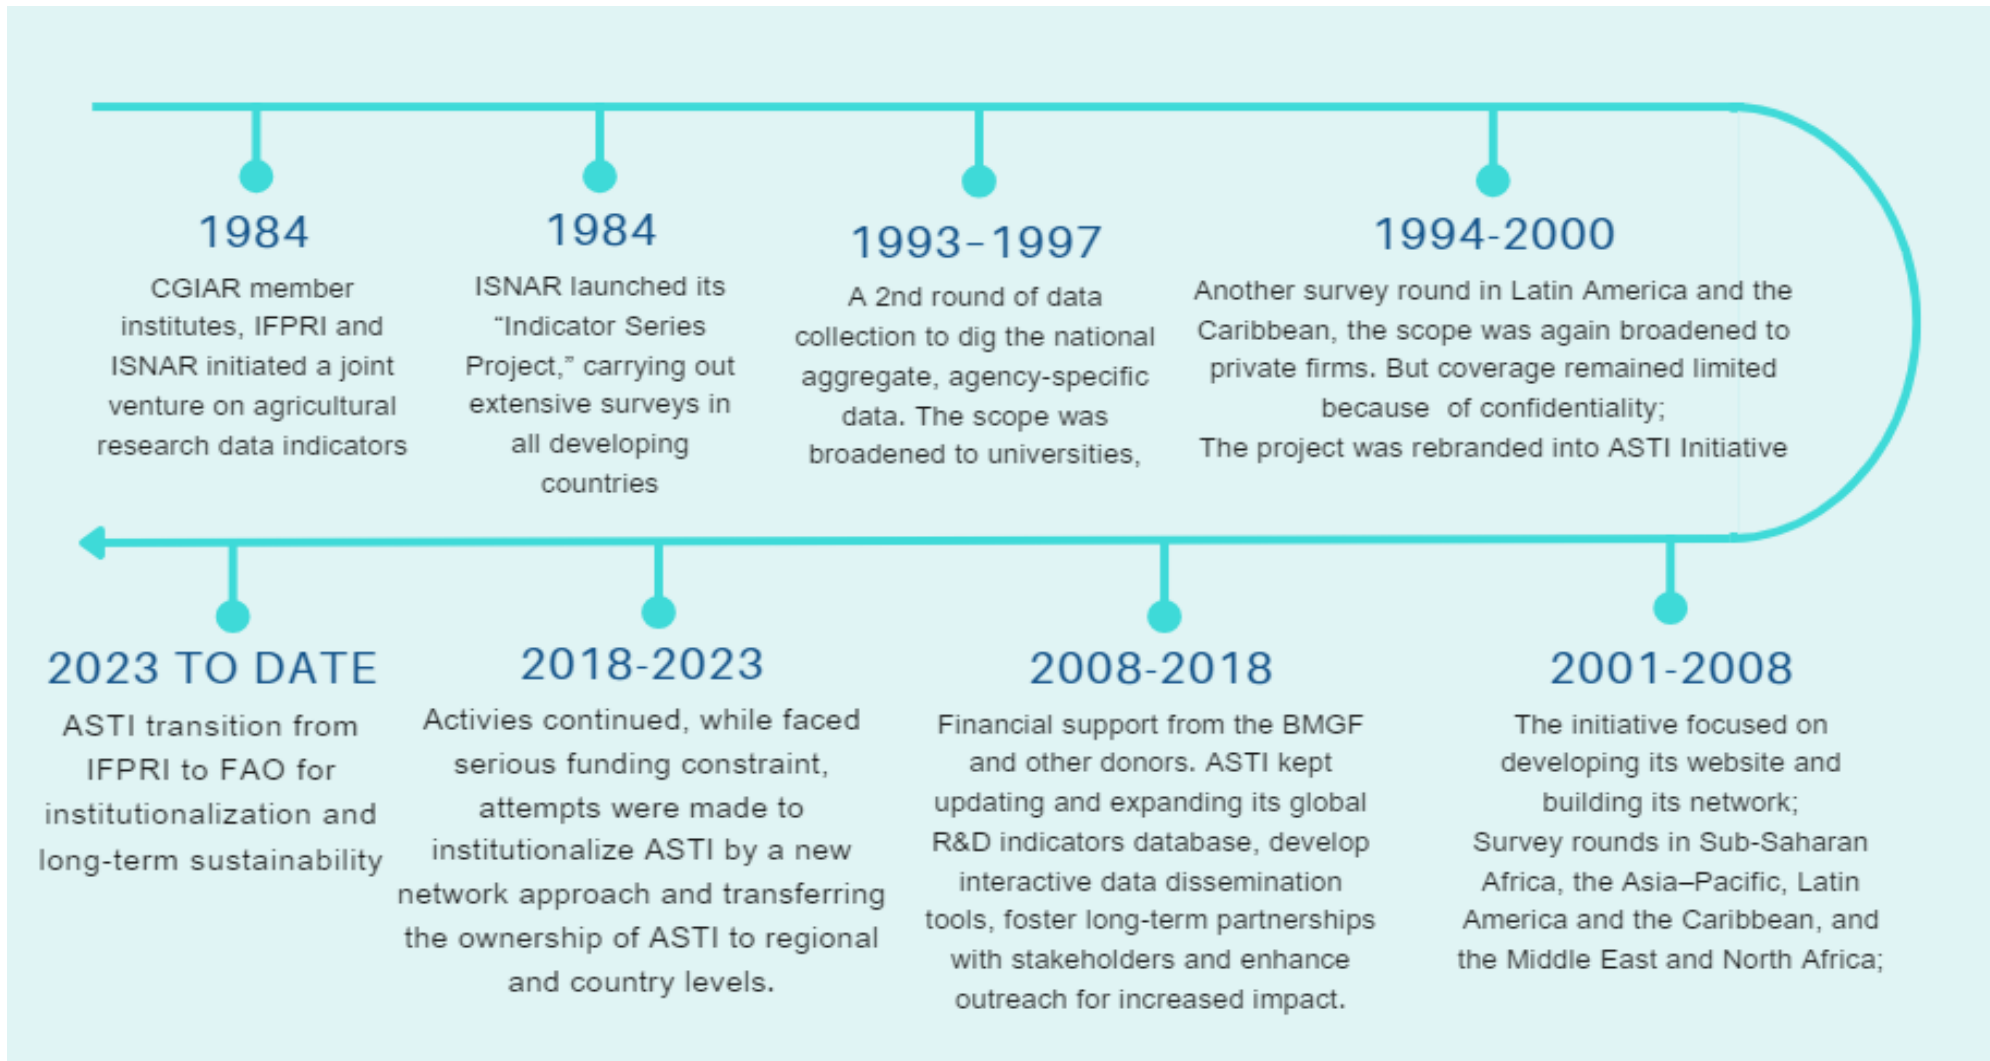 1984
CGIAR member
institutes, IFPRI and
ISNAR initiated a joint
venture on agricultural
research data indicators
1984
ISNAR launched its
“Indicator Series
Project,” carrying out
extensive surveys in
all developing
countries
1993–1997
A 2nd round of data
collection to dig the national
aggregate, agency-specific
data. The scope was
broadened to universities,
1994-2000
Another survey round in Latin America and the
Caribbean, the scope was again broadened to
private firms. But coverage remained limited
because of confidentiality;
The project was rebranded into ASTI Initiative
2001-2008
The initiative focused on
developing its website and
building its network;
Survey rounds in Sub-Saharan
Africa, the Asia–Pacific, Latin
America and the Caribbean, and
the Middle East and North Africa;
2008-2018
Financial support from the BMGF
and other donors. ASTI kept
updating and expanding its global
R&D indicators database, develop
interactive data dissemination
tools, foster long-term partnerships
with stakeholders and enhance
outreach for increased impact.
2018-2023
Activies continued, while faced
serious funding constraint,
attempts were made to
institutionalize ASTI by a new
network approach and transferring
the ownership of ASTI to regional
and country levels.
2023 TO DATE
ASTI transition from
IFPRI to FAO for
institutionalization and
long-term sustainability